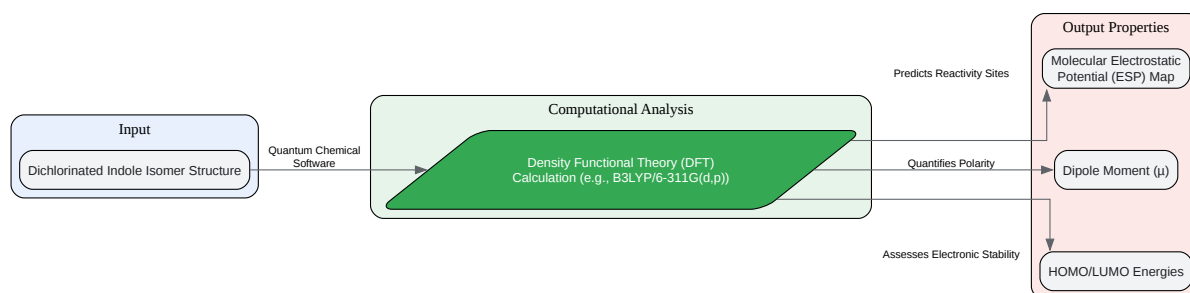 Input
Dichlorinated Indole Isomer Structure
Quantum Chemical
Software
Computational Analysis
Density Functional Theory (DFT)
Calculation (e.g., B3LYP/6-311G(d,p))
Predicts Reactivity Sites
Quantifies Polarity
Assesses Electronic Stability
Output Properties
Molecular Electrostatic
Potential (ESP) Map
Dipole Moment (μ)
HOMO/LUMO Energies